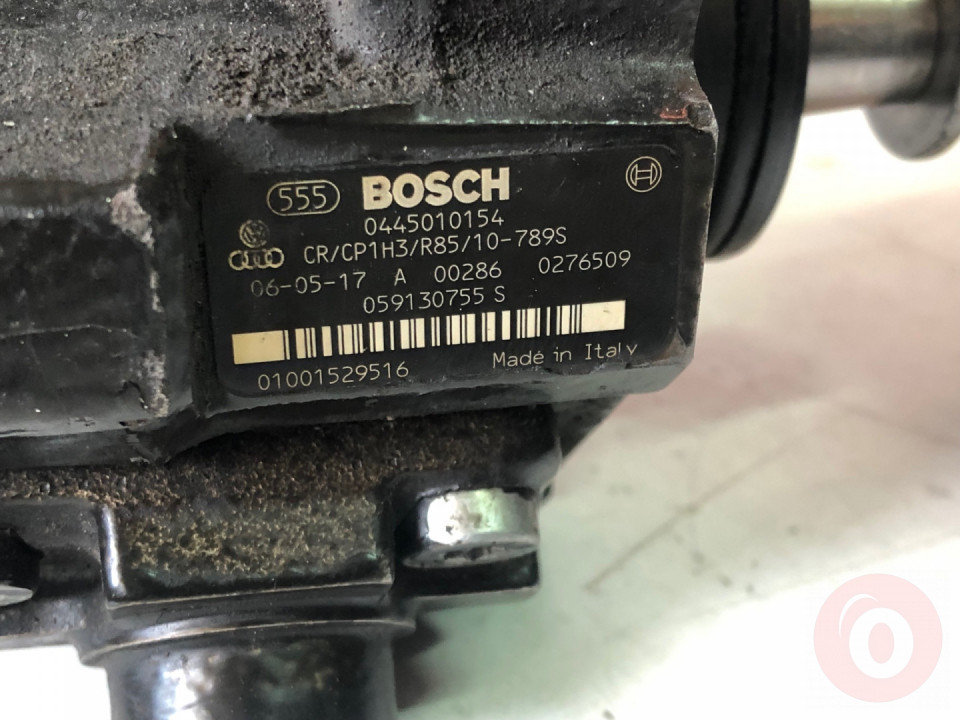 555 BOSCH
0445010154
CR/CP1H3/R85/10-789S
06-05-17 A 00286 0276509
059130755 S
01001529516 Made in Italy